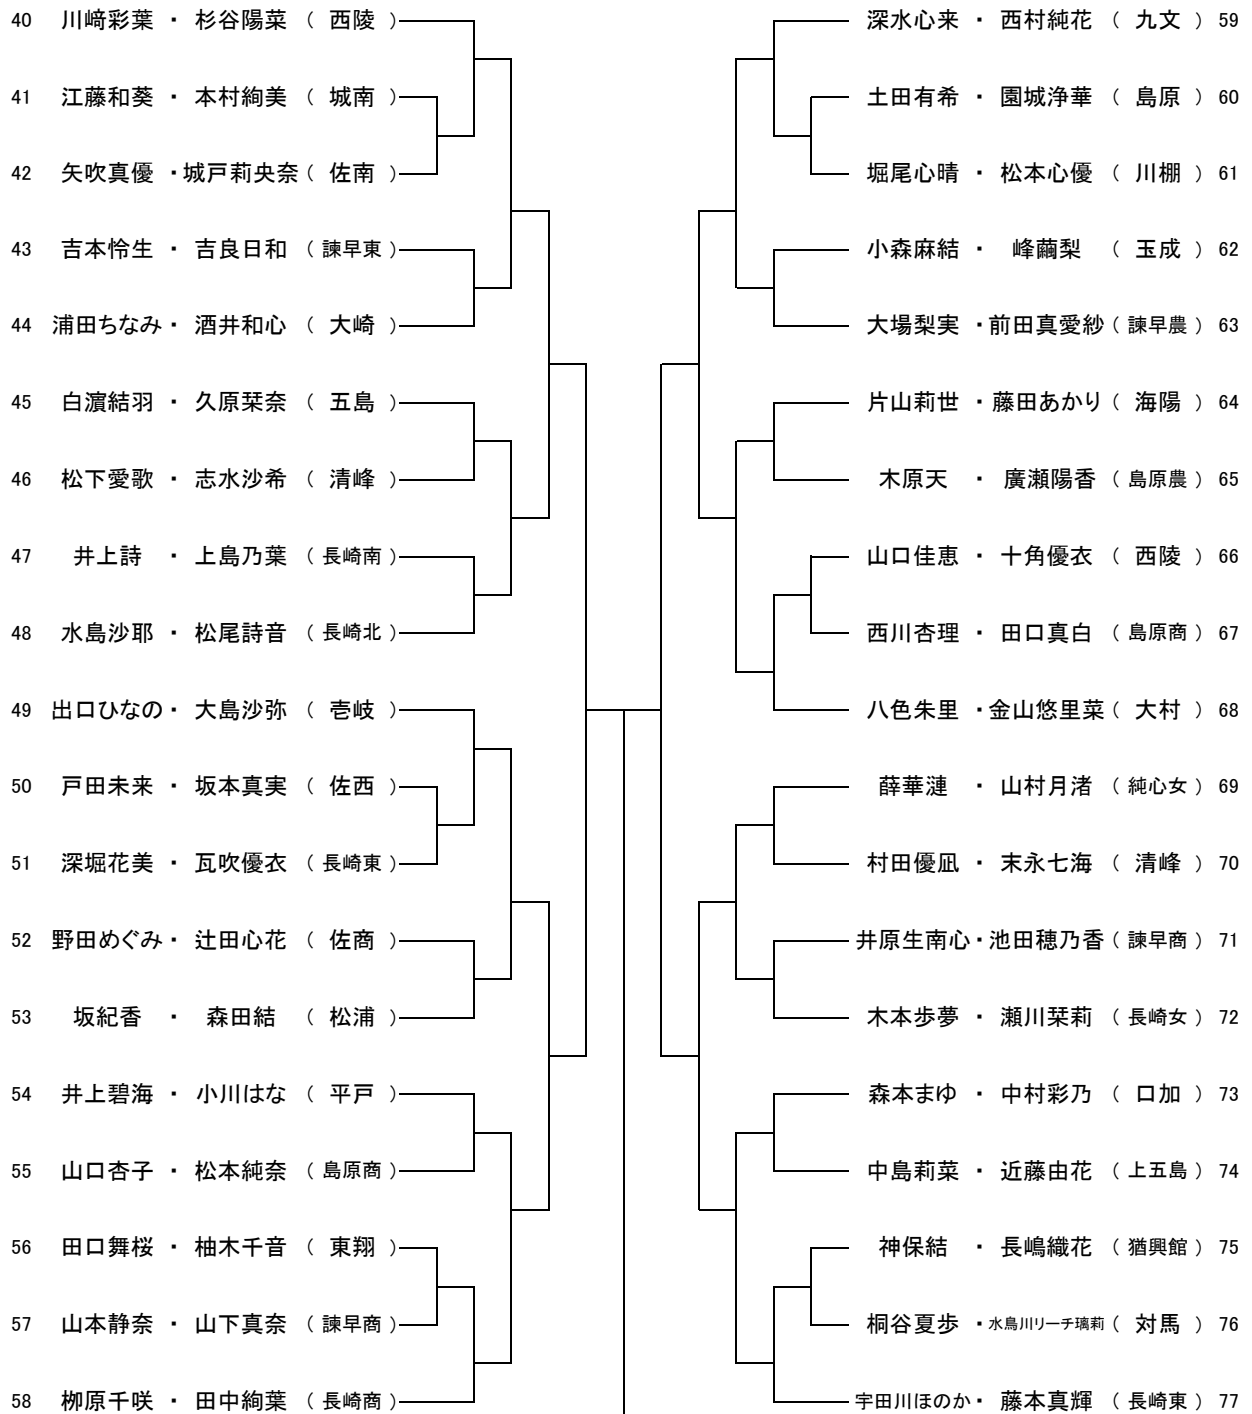 40 川﨑彩葉 ・ 杉谷陽菜 （ 西陵 ）
41 江藤和葵 ・ 本村絢美 （ 城南 ）
42 矢吹真優 ・ 城戸莉央奈 （ 佐南 ）
43 吉本怜生 ・ 吉良日和 （ 諫早東 ）
44 浦田ちなみ ・ 酒井和心 （ 大崎 ）
45 白濵結羽 ・ 久原栞奈 （ 五島 ）
46 松下愛歌 ・ 志水沙希 （ 清峰 ）
47 井上詩 ・ 上島乃葉 （ 長崎南 ）
48 水島沙耶 ・ 松尾詩音 （ 長崎北 ）
49 出口ひなの ・ 大島沙弥 （ 壱岐 ）
50 戸田未来 ・ 坂本真実 （ 佐西 ）
51 深堀花美 ・ 瓦吹優衣 （ 長崎東 ）
52 野田めぐみ ・ 辻田心花 （ 佐商 ）
53 坂紀香 ・ 森田結 （ 松浦 ）
54 井上碧海 ・ 小川はな （ 平戸 ）
55 山口杏子 ・ 松本純奈 （ 島原商 ）
56 田口舞桜 ・ 柚木千音 （ 東翔 ）
57 山本静奈 ・ 山下真奈 （ 諫早商 ）
58 栁原千咲 ・ 田中絢葉 （ 長崎商 ）
深水心来 ・ 西村純花 （ 九文 ） 59
土田有希 ・ 園城浄華 （ 島原 ） 60
堀尾心晴 ・ 松本心優 （ 川棚 ） 61
小森麻結 ・ 峰繭梨 （ 玉成 ） 62
大場梨実 ・ 前田真愛紗 （ 諫早農 ） 63
片山莉世 ・ 藤田あかり （ 海陽 ） 64
木原天 ・ 廣瀬陽香 （ 島原農 ） 65
山口佳恵 ・ 十角優衣 （ 西陵 ） 66
西川杏理 ・ 田口真白 （ 島原商 ） 67
八色朱里 ・ 金山悠里菜 （ 大村 ） 68
薛華漣 ・ 山村月渚 （ 純心女 ） 69
村田優凪 ・ 末永七海 （ 清峰 ） 70
井原生南心 ・ 池田穂乃香 （ 諫早商 ） 71
木本歩夢 ・ 瀬川栞莉 （ 長崎女 ） 72
森本まゆ ・ 中村彩乃 （ 口加 ） 73
中島莉菜 ・ 近藤由花 （ 上五島 ） 74
神保結 ・ 長嶋織花 （ 猶興館 ） 75
桐谷夏歩 ・ 水鳥川リーチ璃莉 （ 対馬 ） 76
宇田川ほのか ・ 藤本真輝 （ 長崎東 ） 77